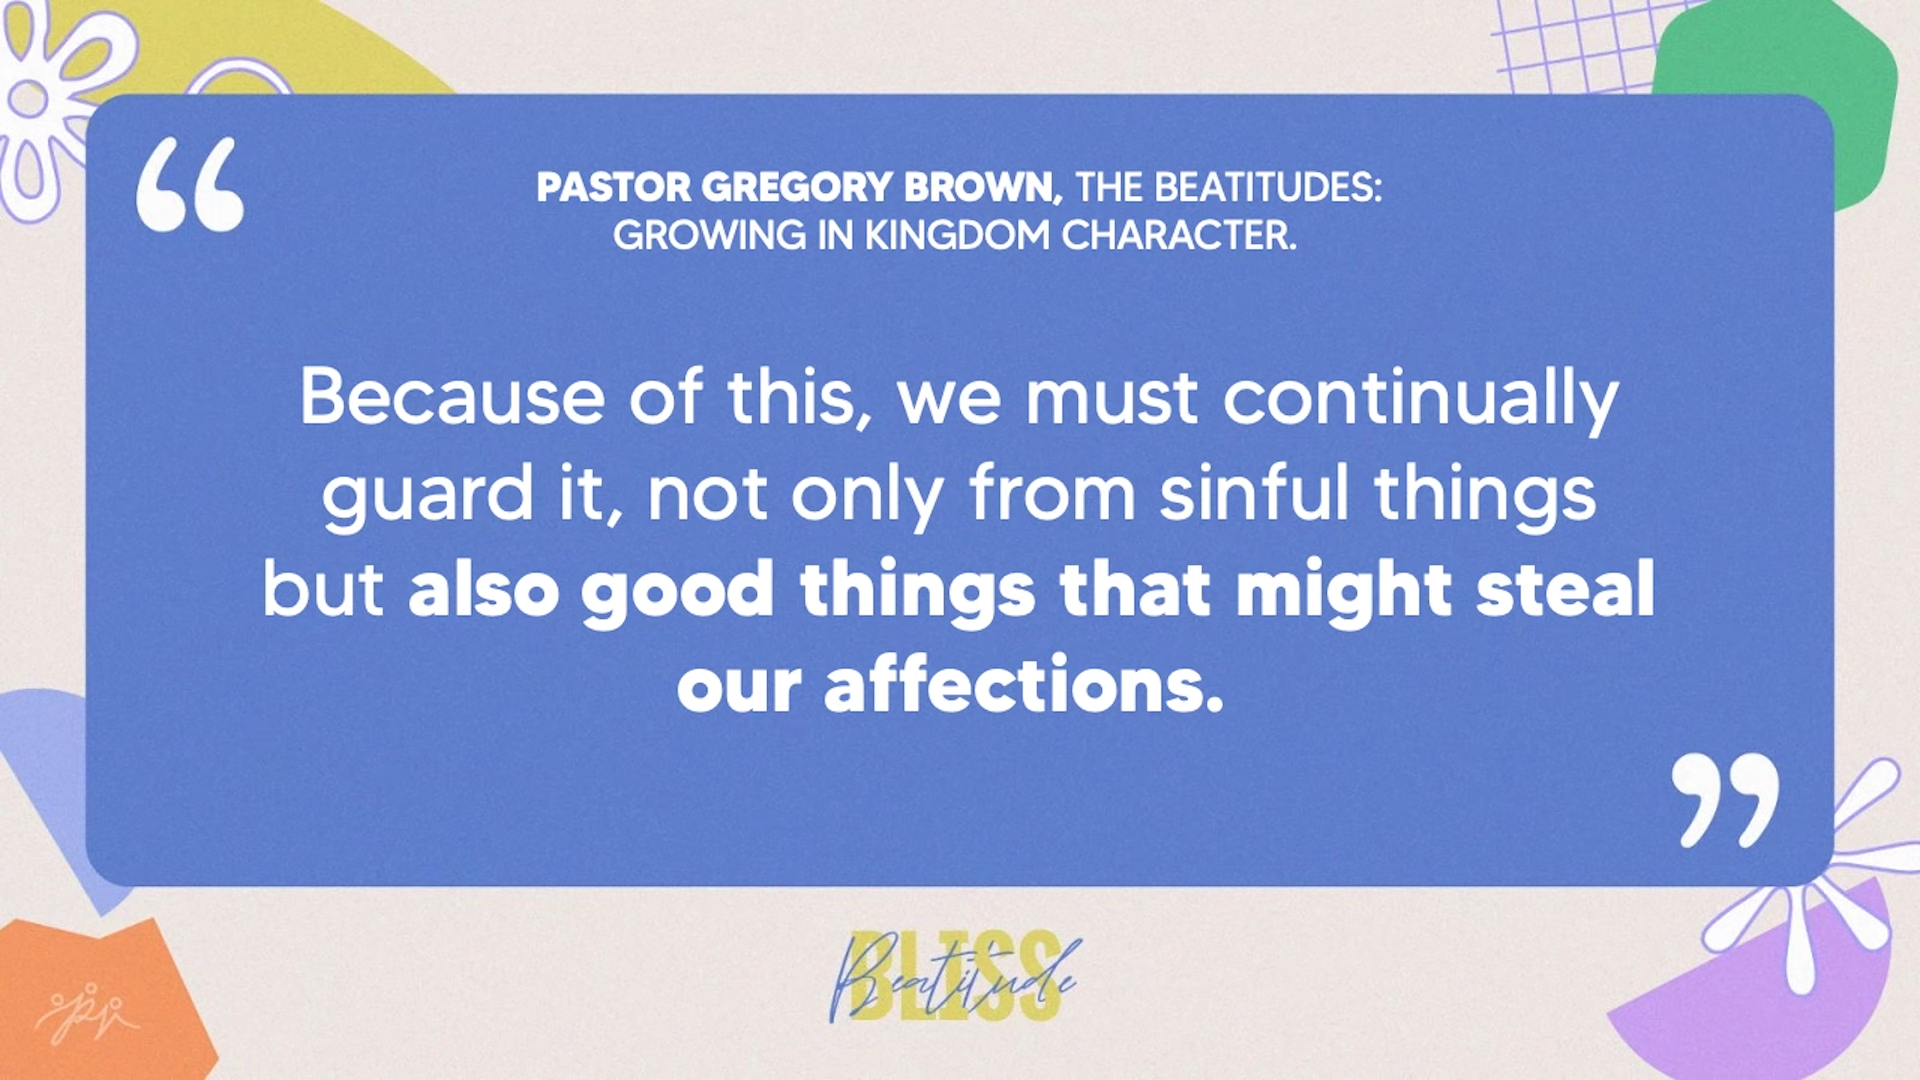 “
PASTOR GREGORY BROWN, THE BEATITUDES:
GROWING IN KINGDOM CHARACTER.
Because of this, we must continually
guard it, not only from sinful things
but also good things that might steal
our affections.
”
BLISS
Beatitude